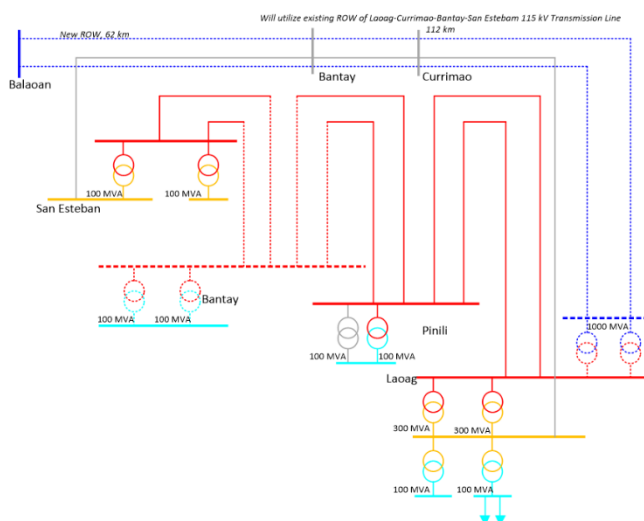 Will utilize existing ROW of Laoag-Currimao-Bantay-San Estebam 115 kV Transmission Line
112 km
New ROW, 62 km
Balaoan
Bantay
Currimao
100 MVA
100 MVA
San Esteban
Bantay
100 MVA
100 MVA
1000 MVA
Pinili
100 MVA
100 MVA
Laoag
300 MVA
300 MVA
100 MVA
100 MVA